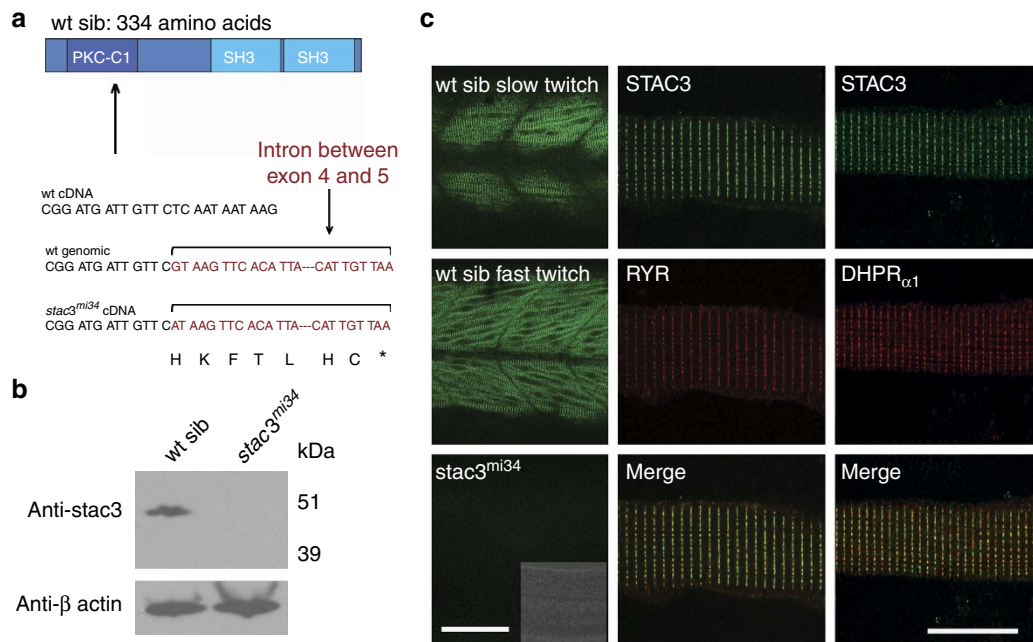 a
wt sib: 334 amino acids
PKC-C1 SH3 SH3
Intron between
exon 4 and 5
wt cDNA
CGG ATG ATT GTT CTC AAT AAT AAG
wt genomic
CGG ATG ATT GTT CGT AAG TTC ACA TTA---CAT TGT TAA
stac3mi34 cDNA
CGG ATG ATT GTT CAT AAG TTC ACA TTA---CAT TGT TAA
H K F T L H C *
b
wt sib stac3mi34 kDa
Anti-stac3 51
39
Anti-β actin
c
wt sib slow twitch STAC3
wt sib fast twitch RYR DHPRα1
stac3mi34 Merge Merge